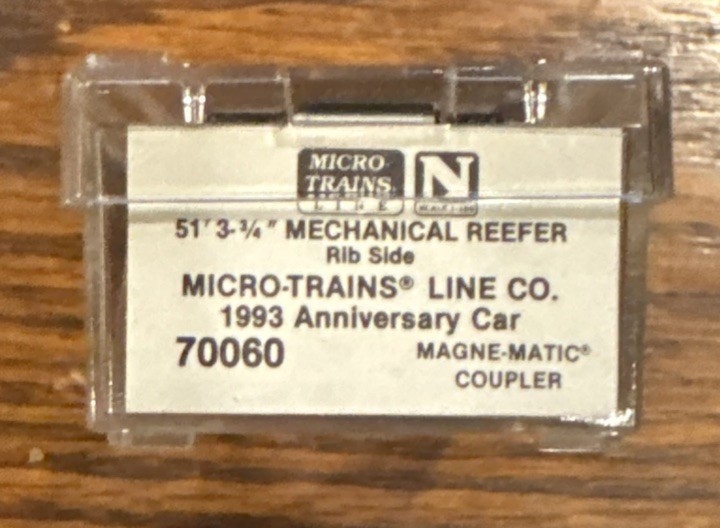 MICRO-
TRAINS
LINE
N
51' 3-¾" MECHANICAL REEFER
Rib Side
MICRO-TRAINS® LINE CO.
1993 Anniversary Car
70060
MAGNE-MATIC®
COUPLER